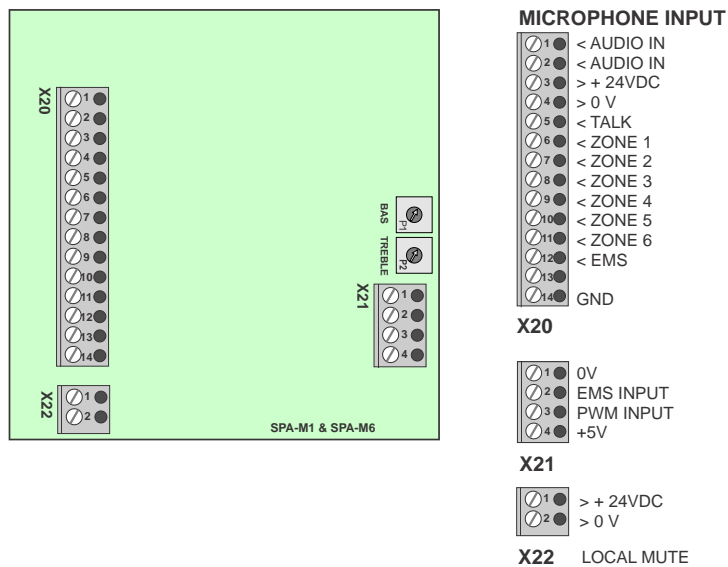 X20
1
2
3
4
5
6
7
8
9
10
11
12
13
14
X22
1
2
BAS
P1
TREBLE
P2
X21
1
2
3
4
SPA-M1 & SPA-M6
MICROPHONE INPUT
1 < AUDIO IN
2 < AUDIO IN
3 > + 24VDC
4 > 0 V
5 < TALK
6 < ZONE 1
7 < ZONE 2
8 < ZONE 3
9 < ZONE 4
10 < ZONE 5
11 < ZONE 6
12 < EMS
13
14 GND
X20
1 0V
2 EMS INPUT
3 PWM INPUT
4 +5V
X21
1 > + 24VDC
2 > 0 V
X22 LOCAL MUTE